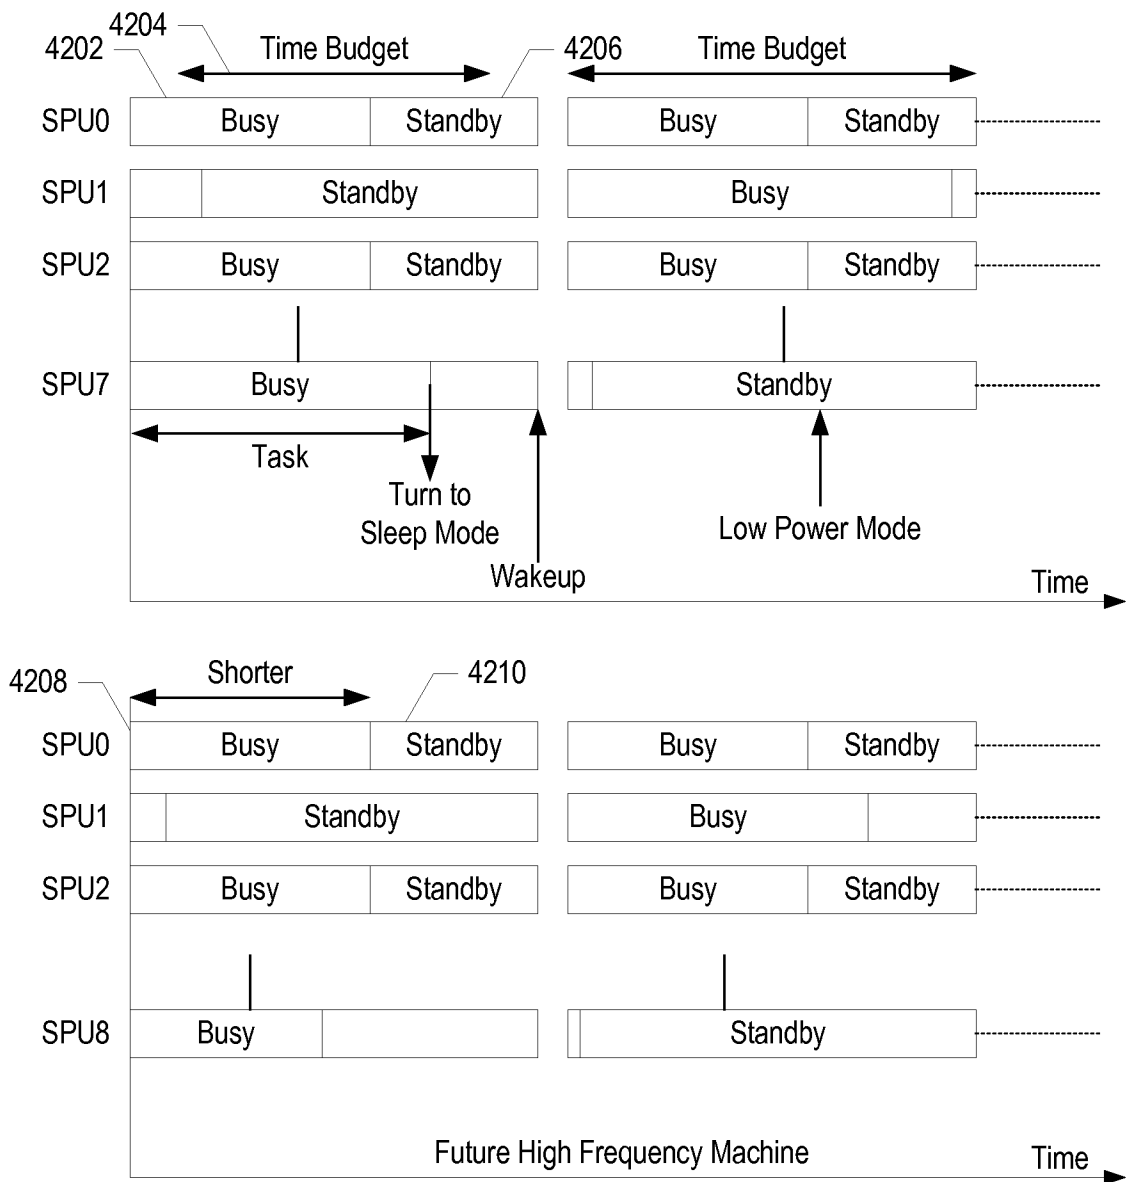 4204
4202 Time Budget 4206 Time Budget
SPU0 Busy Standby Busy Standby
SPU1 Standby Busy
SPU2 Busy Standby Busy Standby
SPU7 Busy Standby
Task
Turn to
Sleep Mode
Low Power Mode
Wakeup
Time
4208 Shorter 4210
SPU0 Busy Standby Busy Standby
SPU1 Standby Busy
SPU2 Busy Standby Busy Standby
SPU8 Busy Standby
Future High Frequency Machine Time